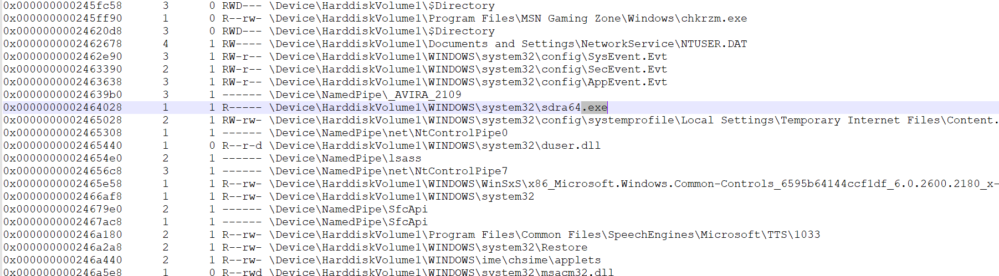 0x000000000245fc58 3 0 RWD--- \Device\HarddiskVolume1\$Directory
0x000000000245ff90 1 0 R--rw- \Device\HarddiskVolume1\Program Files\MSN Gaming Zone\Windows\chkrzm.exe
0x00000000024620d8 3 0 RWD--- \Device\HarddiskVolume1\$Directory
0x0000000002462678 4 1 RW---- \Device\HarddiskVolume1\Documents and Settings\NetworkService\NTUSER.DAT
0x0000000002462e90 3 1 RW-r-- \Device\HarddiskVolume1\WINDOWS\system32\config\SysEvent.Evt
0x0000000002463390 2 1 RW-r-- \Device\HarddiskVolume1\WINDOWS\system32\config\SecEvent.Evt
0x0000000002463638 3 1 RW-r-- \Device\HarddiskVolume1\WINDOWS\system32\config\AppEvent.Evt
0x00000000024639b0 3 1 ------ \Device\NamedPipe\_AVIRA_2109
0x0000000002464028 1 1 R----- \Device\HarddiskVolume1\WINDOWS\system32\sdra64.exe
0x0000000002465028 2 1 RW-rw- \Device\HarddiskVolume1\WINDOWS\system32\config\systemprofile\Local Settings\Temporary Internet Files\Content.
0x0000000002465308 1 1 ------ \Device\NamedPipe\net\NtControlPipe0
0x0000000002465440 1 0 R--r-d \Device\HarddiskVolume1\WINDOWS\system32\duser.dll
0x00000000024654e0 2 1 ------ \Device\NamedPipe\lsass
0x00000000024656c8 3 1 ------ \Device\NamedPipe\net\NtControlPipe7
0x0000000002465e58 1 1 R--rw- \Device\HarddiskVolume1\WINDOWS\WinSxS\x86_Microsoft.Windows.Common-Controls_6595b64144ccf1df_6.0.2600.2180_x-
0x0000000002466af8 1 1 R--rw- \Device\HarddiskVolume1\WINDOWS\system32
0x00000000024679e0 2 1 ------ \Device\NamedPipe\SfcApi
0x0000000002467ac8 1 1 ------ \Device\NamedPipe\SfcApi
0x000000000246a180 2 1 R--rw- \Device\HarddiskVolume1\Program Files\Common Files\SpeechEngines\Microsoft\TTS\1033
0x000000000246a2a8 2 1 R--rw- \Device\HarddiskVolume1\WINDOWS\system32\Restore
0x000000000246a440 2 1 R--rw- \Device\HarddiskVolume1\WINDOWS\ime\chsime\applets
0x000000000246a5e8 1 0 R--rwd \Device\HarddiskVolume1\WINDOWS\system32\msacm32.dll